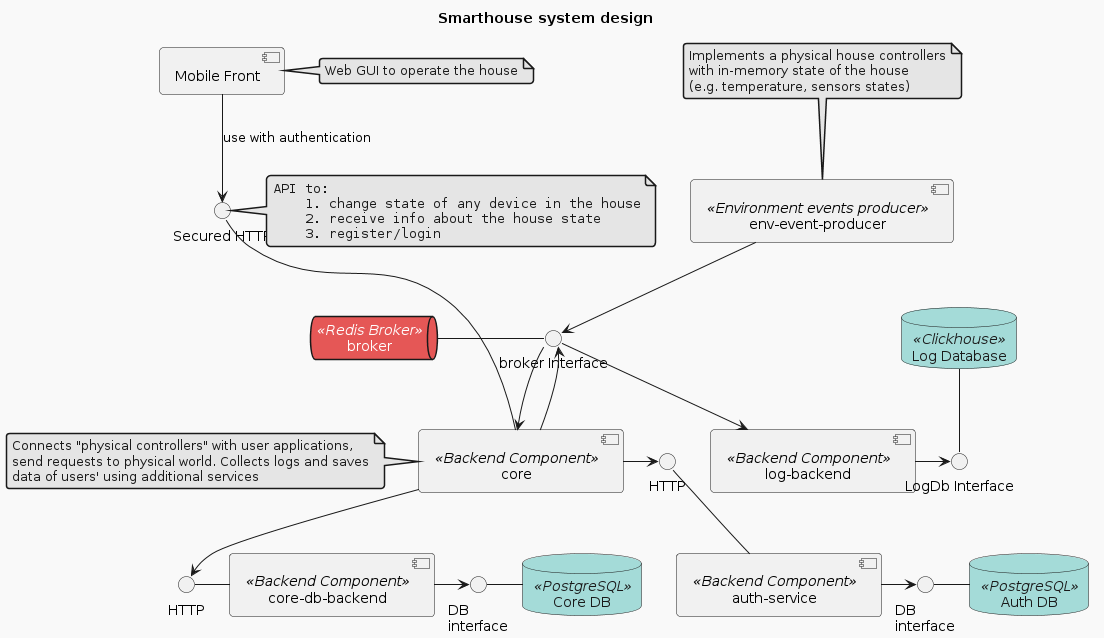 Smarthouse system design
Mobile Front
Web GUI to operate the house
Implements a physical house controllers
with in-memory state of the house
(e.g. temperature, sensors states)
use with authentication
API to:
1. change state of any device in the house
2. receive info about the house state
3. register/login
Secured HTTP
«Environment events producer»
env-event-producer
«Redis Broker»
broker
broker Interface
«Clickhouse»
Log Database
Connects "physical controllers" with user applications,
send requests to physical world. Collects logs and saves
data of users' using additional services
«Backend Component»
core
HTTP
«Backend Component»
log-backend
LogDb Interface
HTTP
«Backend Component»
core-db-backend
DB
interface
«PostgreSQL»
Core DB
«Backend Component»
auth-service
DB
interface
«PostgreSQL»
Auth DB